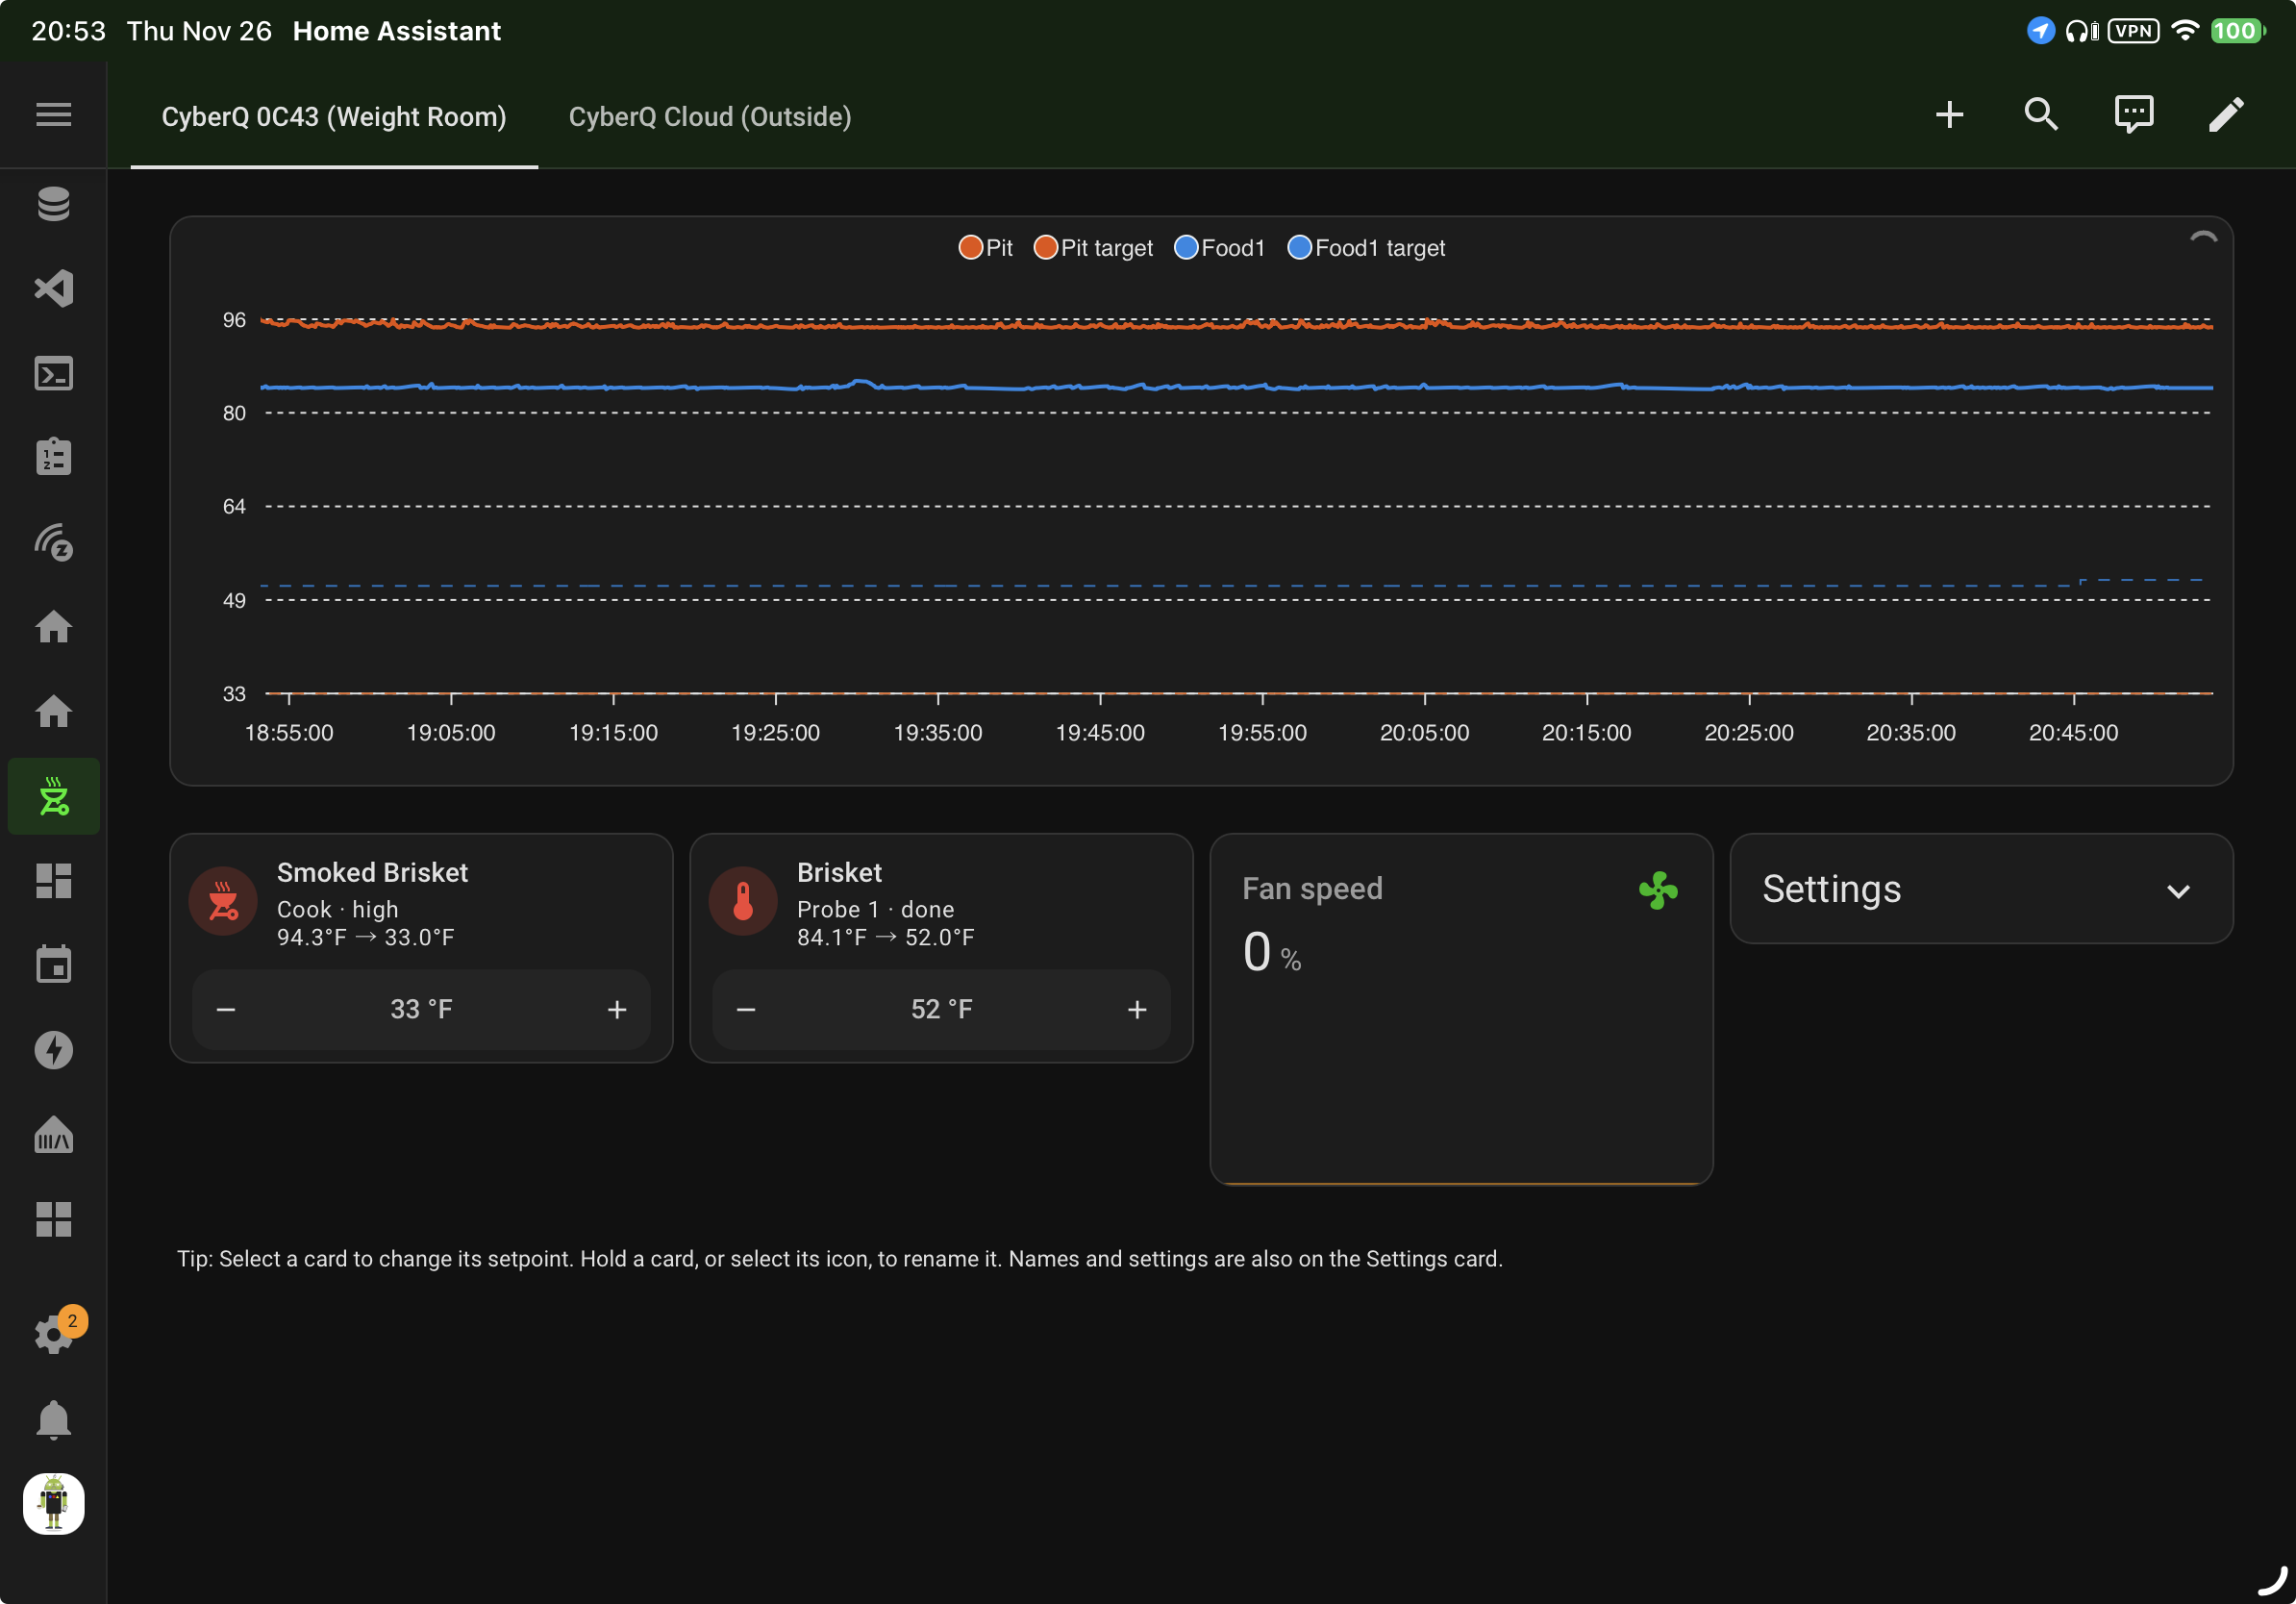 20:53 Thu Nov 26 Home Assistant
VPN 100
CyberQ 0C43 (Weight Room) CyberQ Cloud (Outside)
Pit Pit target Food1 Food1 target
96
80
64
49
33
18:55:00 19:05:00 19:15:00 19:25:00 19:35:00 19:45:00 19:55:00 20:05:00 20:15:00 20:25:00 20:35:00 20:45:00
Smoked Brisket
Cook · high
94.3°F → 33.0°F
− 33 °F +
Brisket
Probe 1 · done
84.1°F → 52.0°F
− 52 °F +
Fan speed
0 %
Settings
Tip: Select a card to change its setpoint. Hold a card, or select its icon, to rename it. Names and settings are also on the Settings card.
2